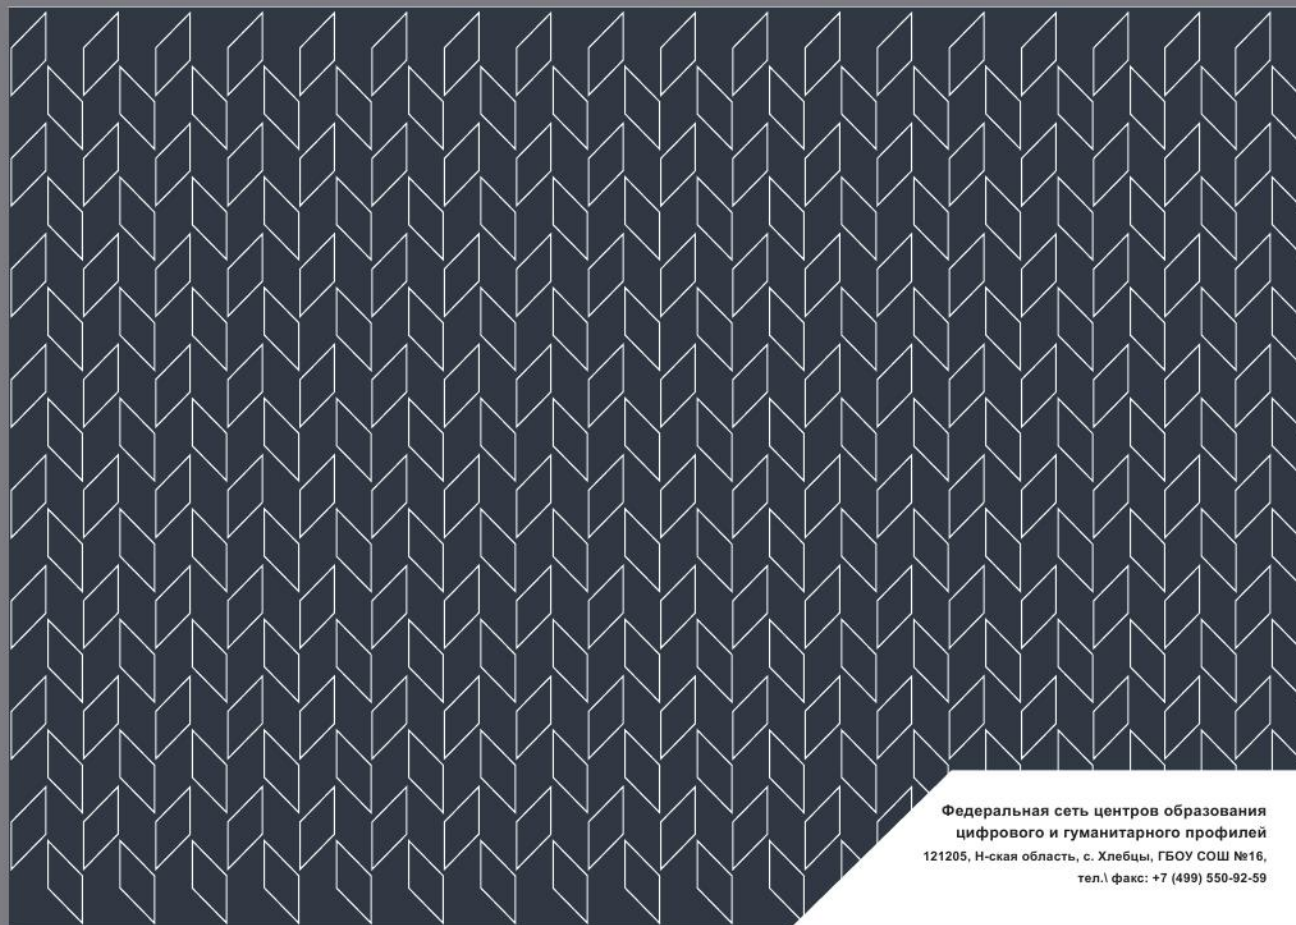 Федеральная сеть центров образования
цифрового и гуманитарного профилей
121205, Н-ская область, с. Хлебцы, ГБОУ СОШ №16,
тел.\ факс: +7 (499) 550-92-59